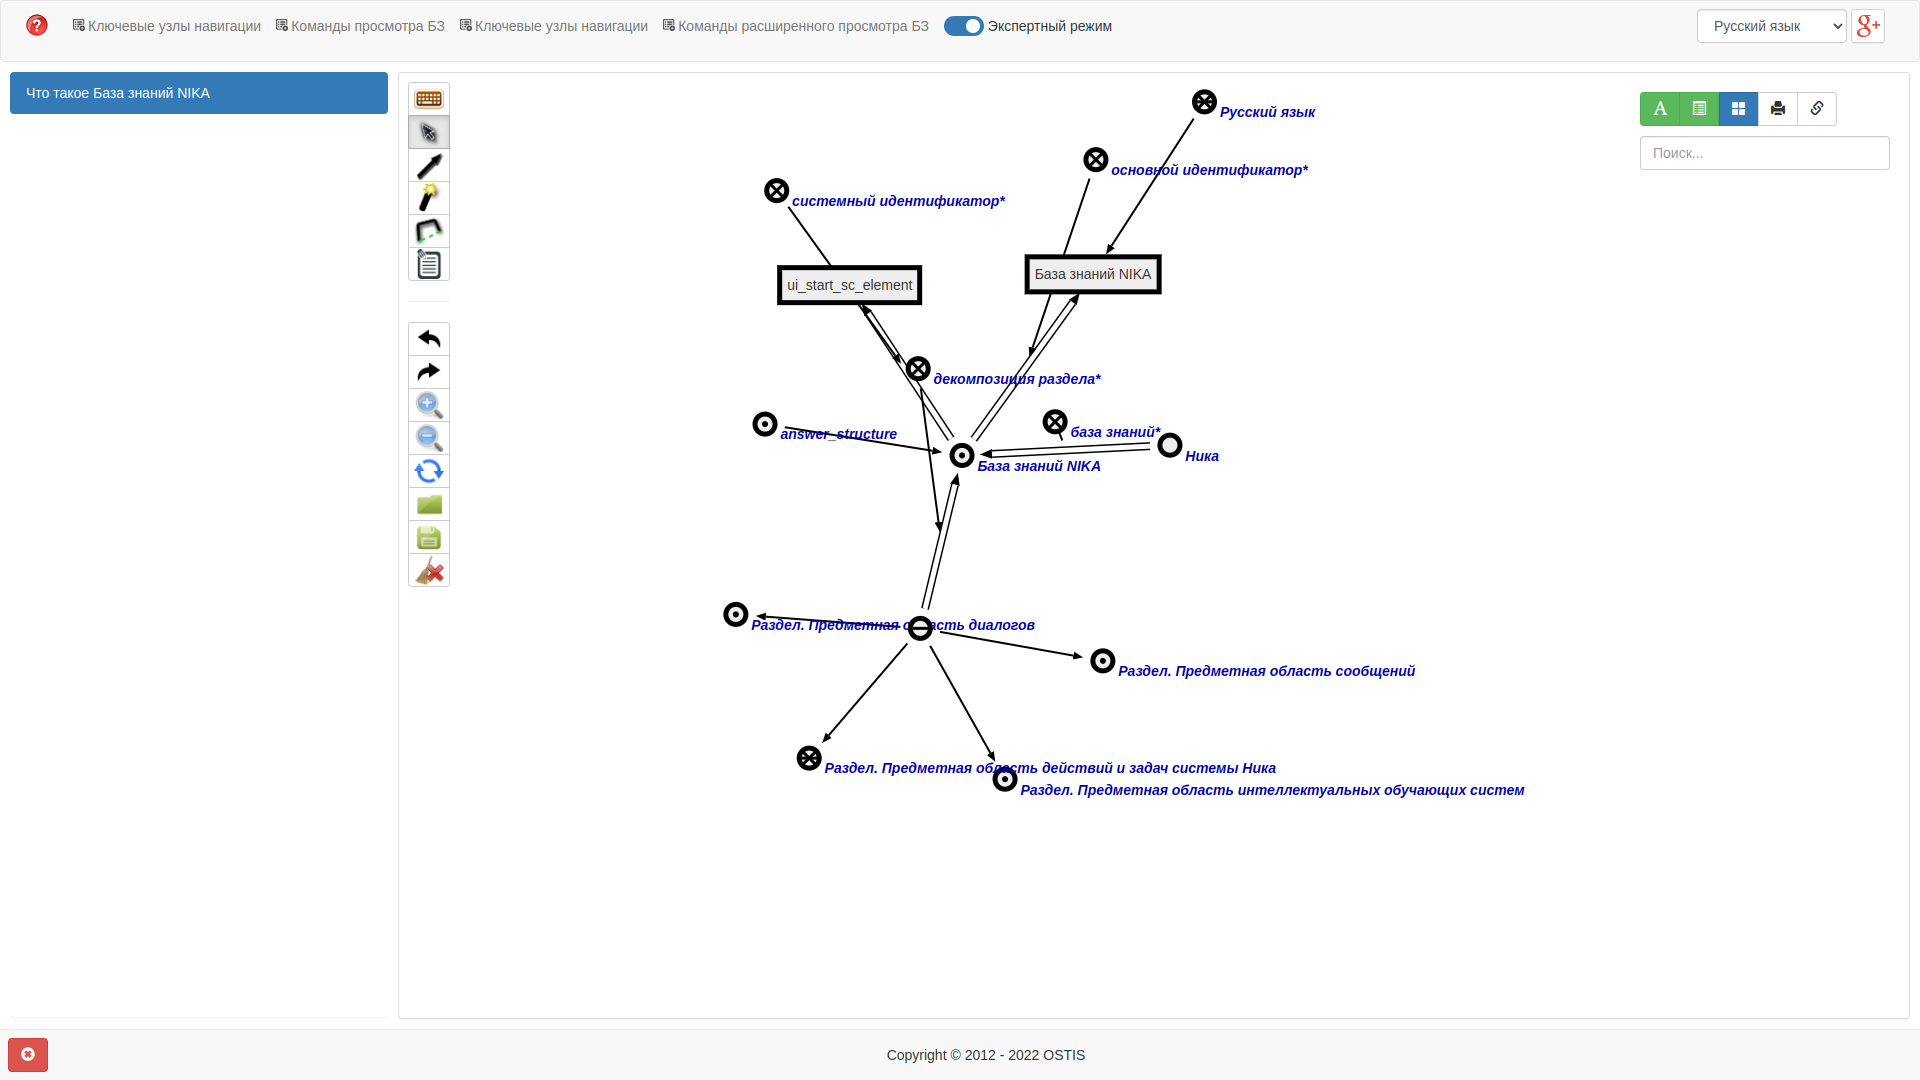 Ключевые узлы навигации
Команды просмотра БЗ
Ключевые узлы навигации
Команды расширенного просмотра БЗ
Экспертный режим
Русский язык
g+
Что такое База знаний NIKA
A
Поиск...
Русский язык
основной идентификатор*
системный идентификатор*
База знаний NIKA
ui_start_sc_element
декомпозиция раздела*
база знаний*
answer_structure
Ника
База знаний NIKA
Раздел. Предметная область диалогов
Раздел. Предметная область сообщений
Раздел. Предметная область действий и задач системы Ника
Раздел. Предметная область интеллектуальных обучающих систем
Copyright © 2012 - 2022 OSTIS